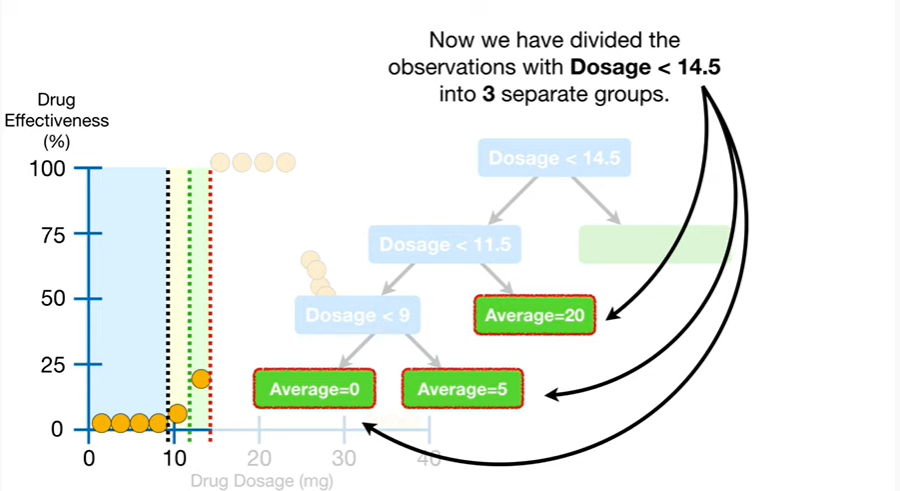 Now we have divided the
observations with Dosage < 14.5
into 3 separate groups.
Drug
Effectiveness
(%)
100
75
50
25
0
0
10
20
30
40
Drug Dosage (mg)
Dosage < 14.5
Dosage < 11.5
Dosage < 9
Average=20
Average=0
Average=5